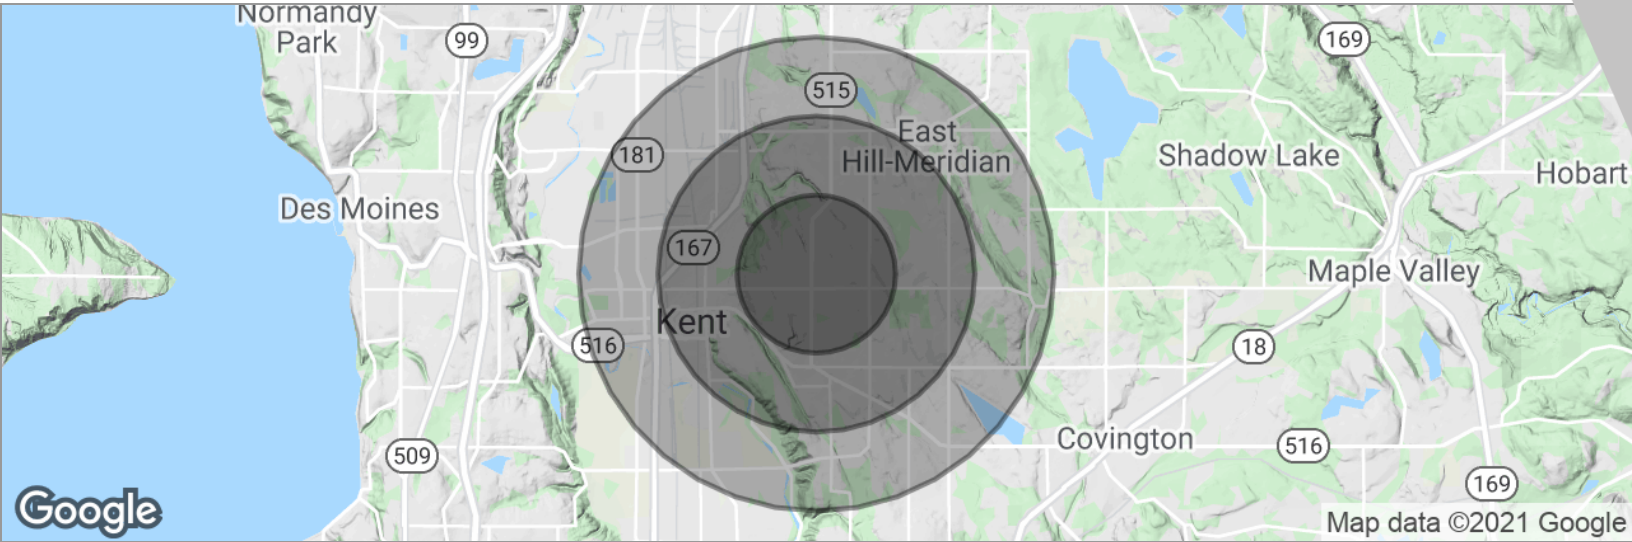 Normandy
Park
99
169
515
East
Hill-Meridian
181
Shadow Lake
Hobart
Des Moines
167
Maple Valley
Kent
516
18
Covington
516
509
169
Google
Map data ©2021 Google